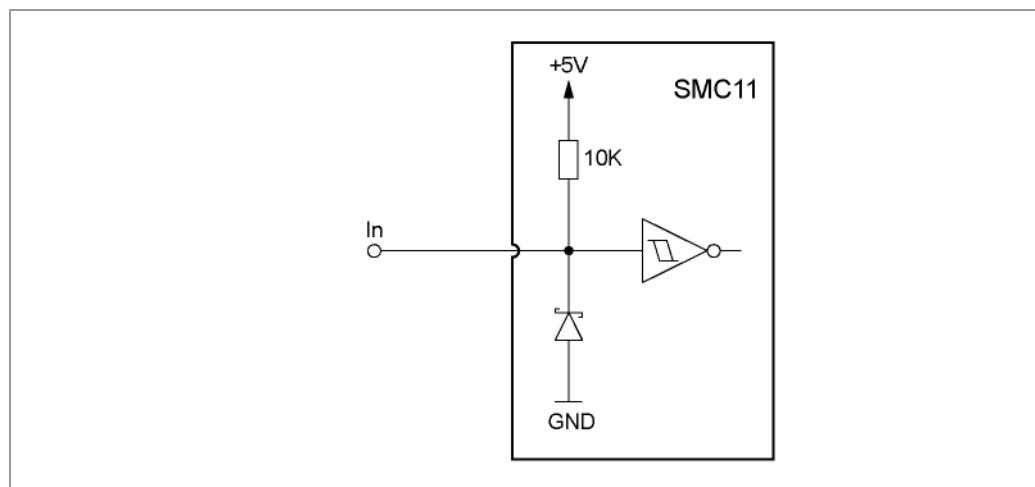 +5V
SMC11
10K
In
GND